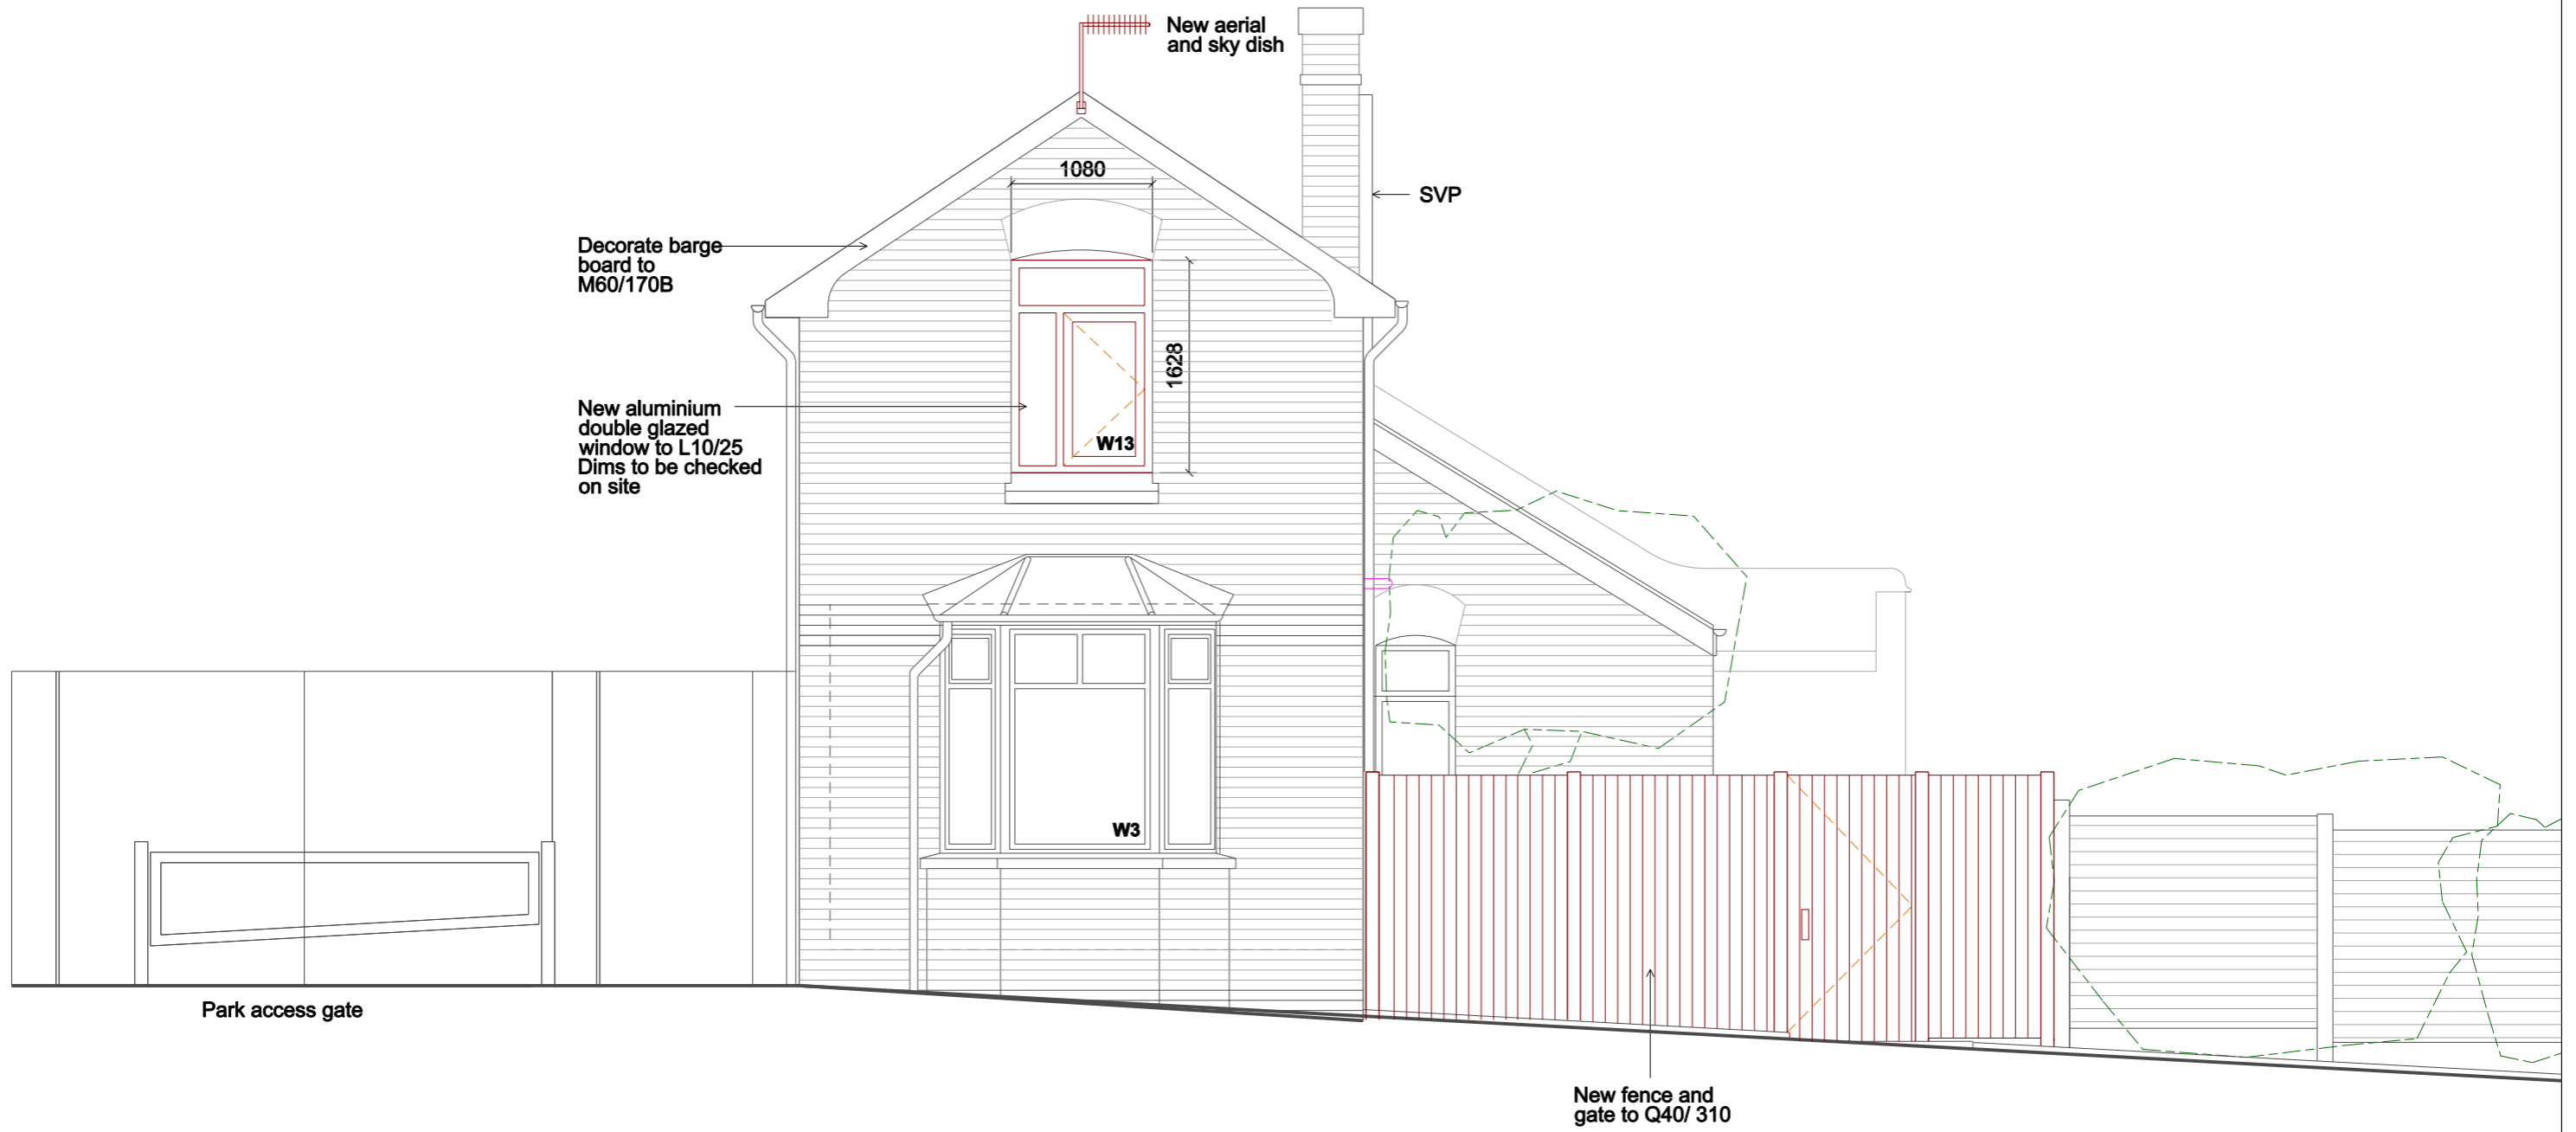 New aerial
and sky dish
1080
SVP
Decorate barge
board to
M60/170B
1628
New aluminium
double glazed
window to L10/25
Dims to be checked
on site
W13
W3
Park access gate
New fence and
gate to Q40/ 310